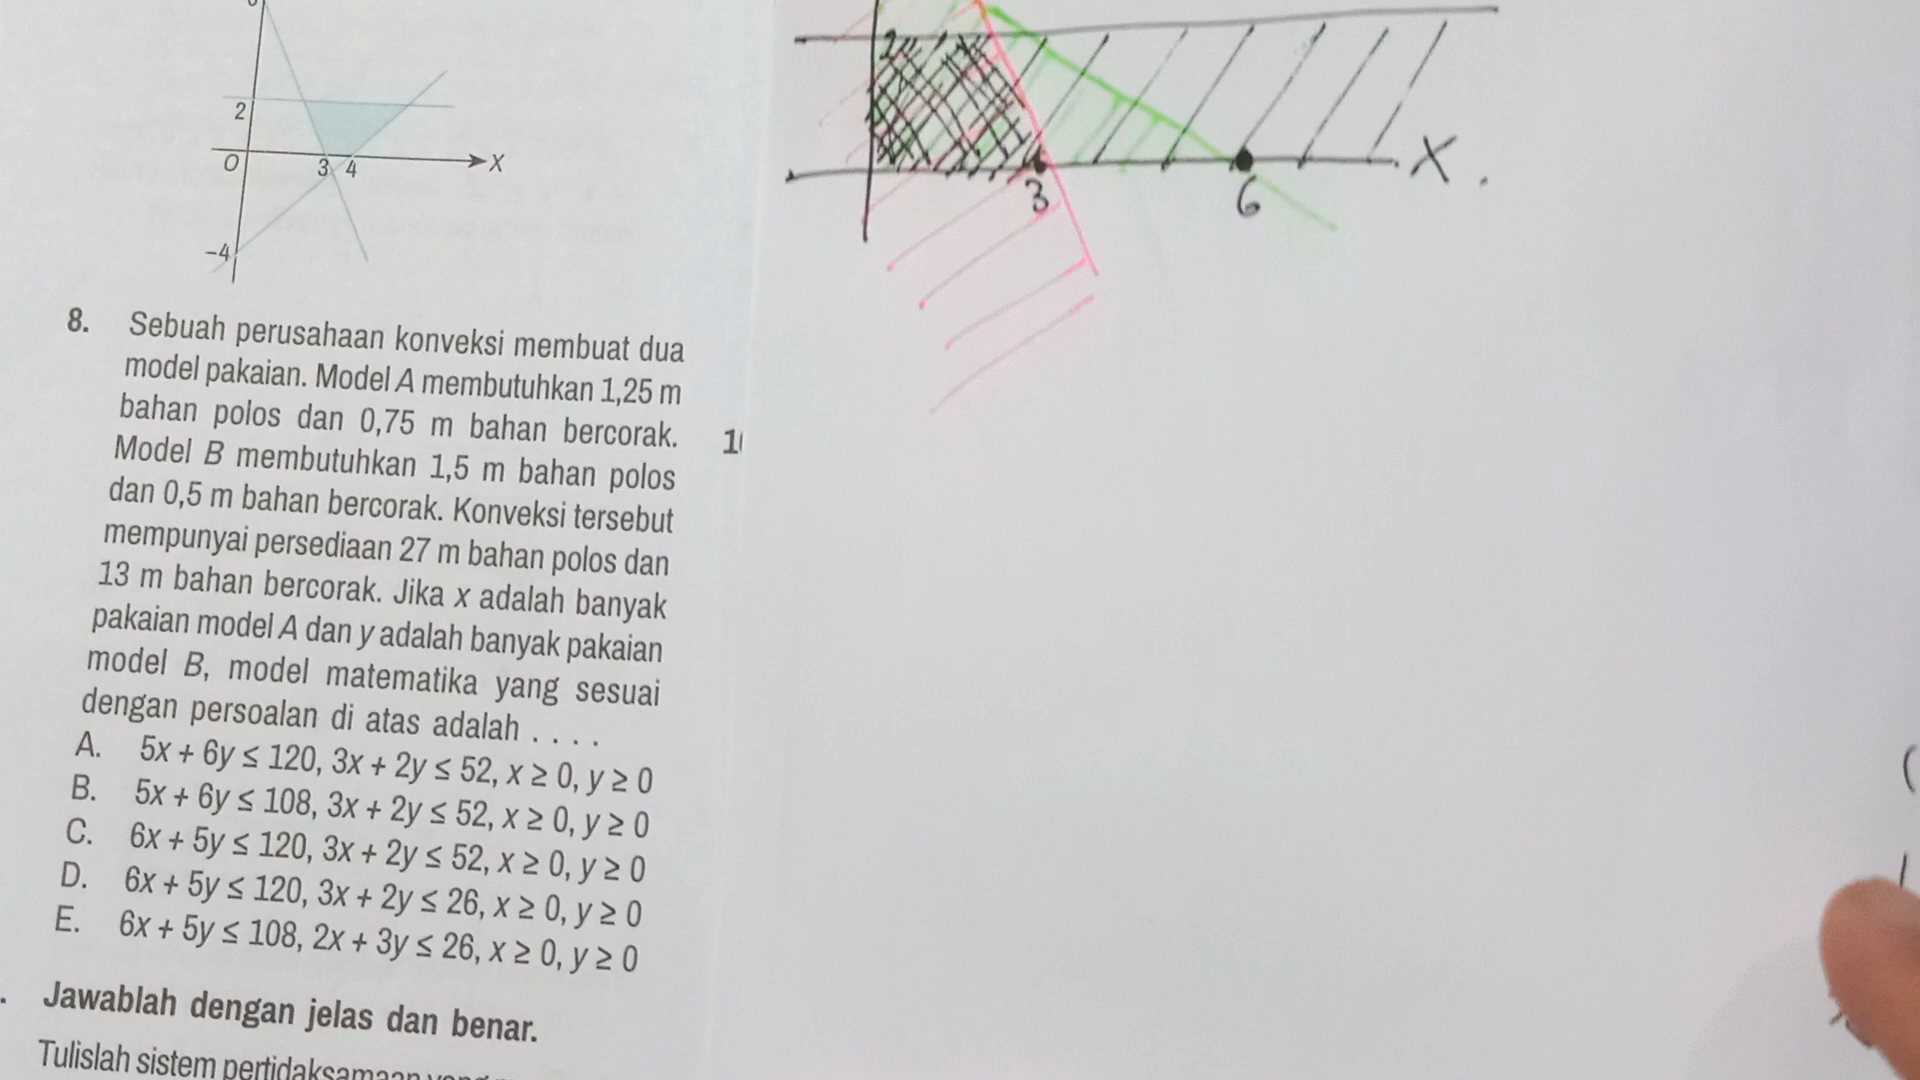 2
O
3 4
X
-4
8. Sebuah perusahaan konveksi membuat dua
model pakaian. Model A membutuhkan 1,25 m
bahan polos dan 0,75 m bahan bercorak.
Model B membutuhkan 1,5 m bahan polos
dan 0,5 m bahan bercorak. Konveksi tersebut
mempunyai persediaan 27 m bahan polos dan
13 m bahan bercorak. Jika x adalah banyak
pakaian model A dan y adalah banyak pakaian
model B, model matematika yang sesuai
dengan persoalan di atas adalah . . . .
A. 5x + 6y ≤ 120, 3x + 2y ≤ 52, x ≥ 0, y ≥ 0
B. 5x + 6y ≤ 108, 3x + 2y ≤ 52, x ≥ 0, y ≥ 0
C. 6x + 5y ≤ 120, 3x + 2y ≤ 52, x ≥ 0, y ≥ 0
D. 6x + 5y ≤ 120, 3x + 2y ≤ 26, x ≥ 0, y ≥ 0
E. 6x + 5y ≤ 108, 2x + 3y ≤ 26, x ≥ 0, y ≥ 0
. Jawablah dengan jelas dan benar.
Tulislah sistem pertidaksamaan
2
3
6
X .